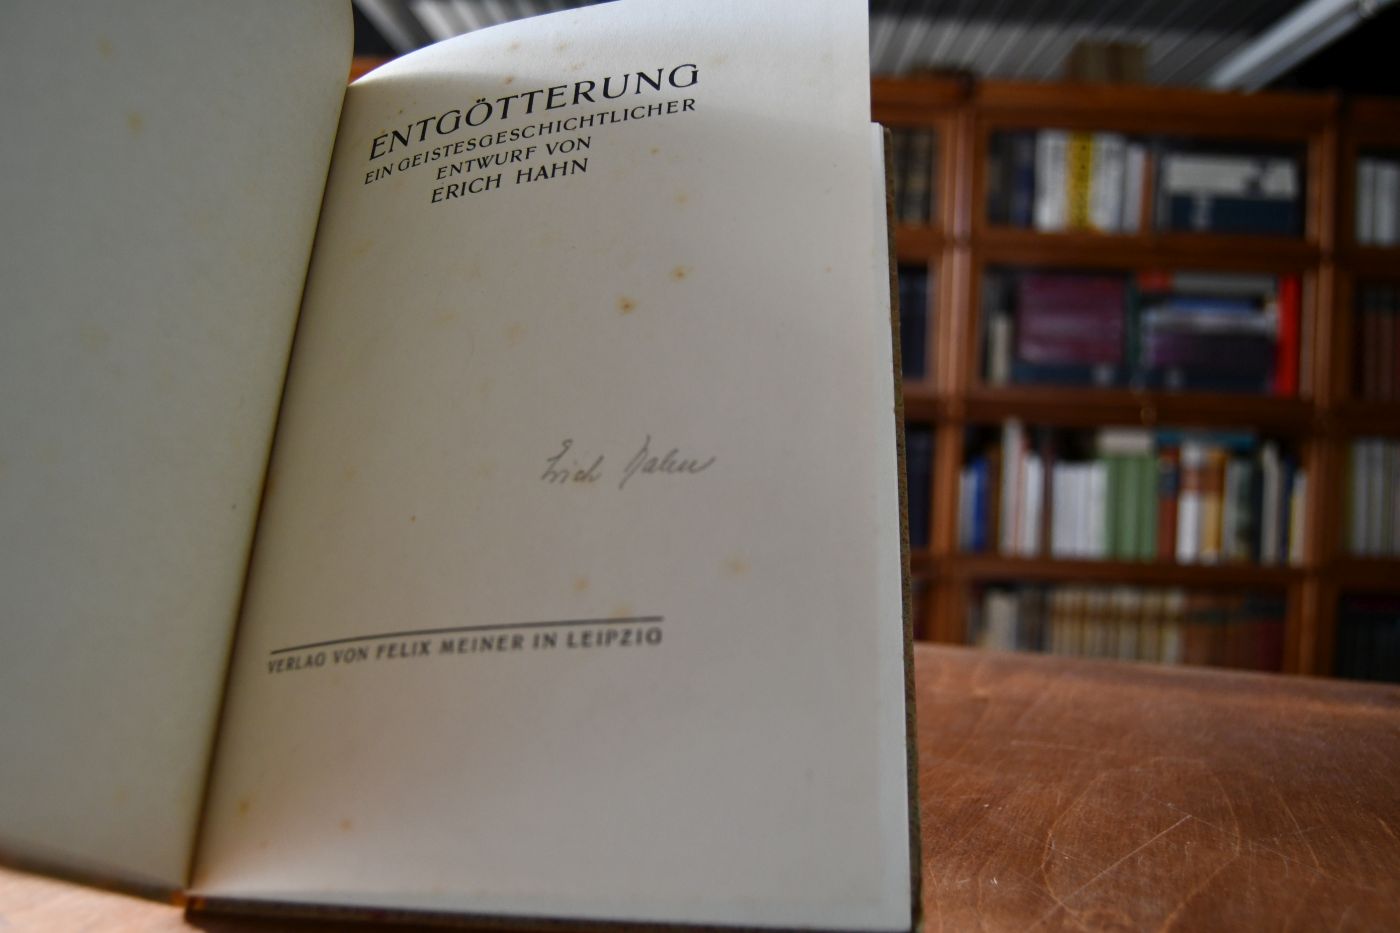 ENTGÖTTERUNG
EIN GEISTESGESCHICHTLICHER
ENTWURF VON
ERICH HAHN
Erich Hahn
VERLAG VON FELIX MEINER IN LEIPZIG